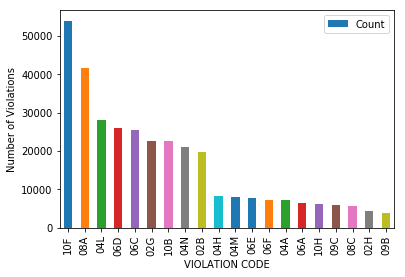 Count
50000
40000
30000
20000
10000
0
Number of Violations
10F 08A 04L 06D 06C 02G 10B 04N 02B 04H 04M 06E 06F 04A 06A 10H 09C 08C 02H 09B
VIOLATION CODE